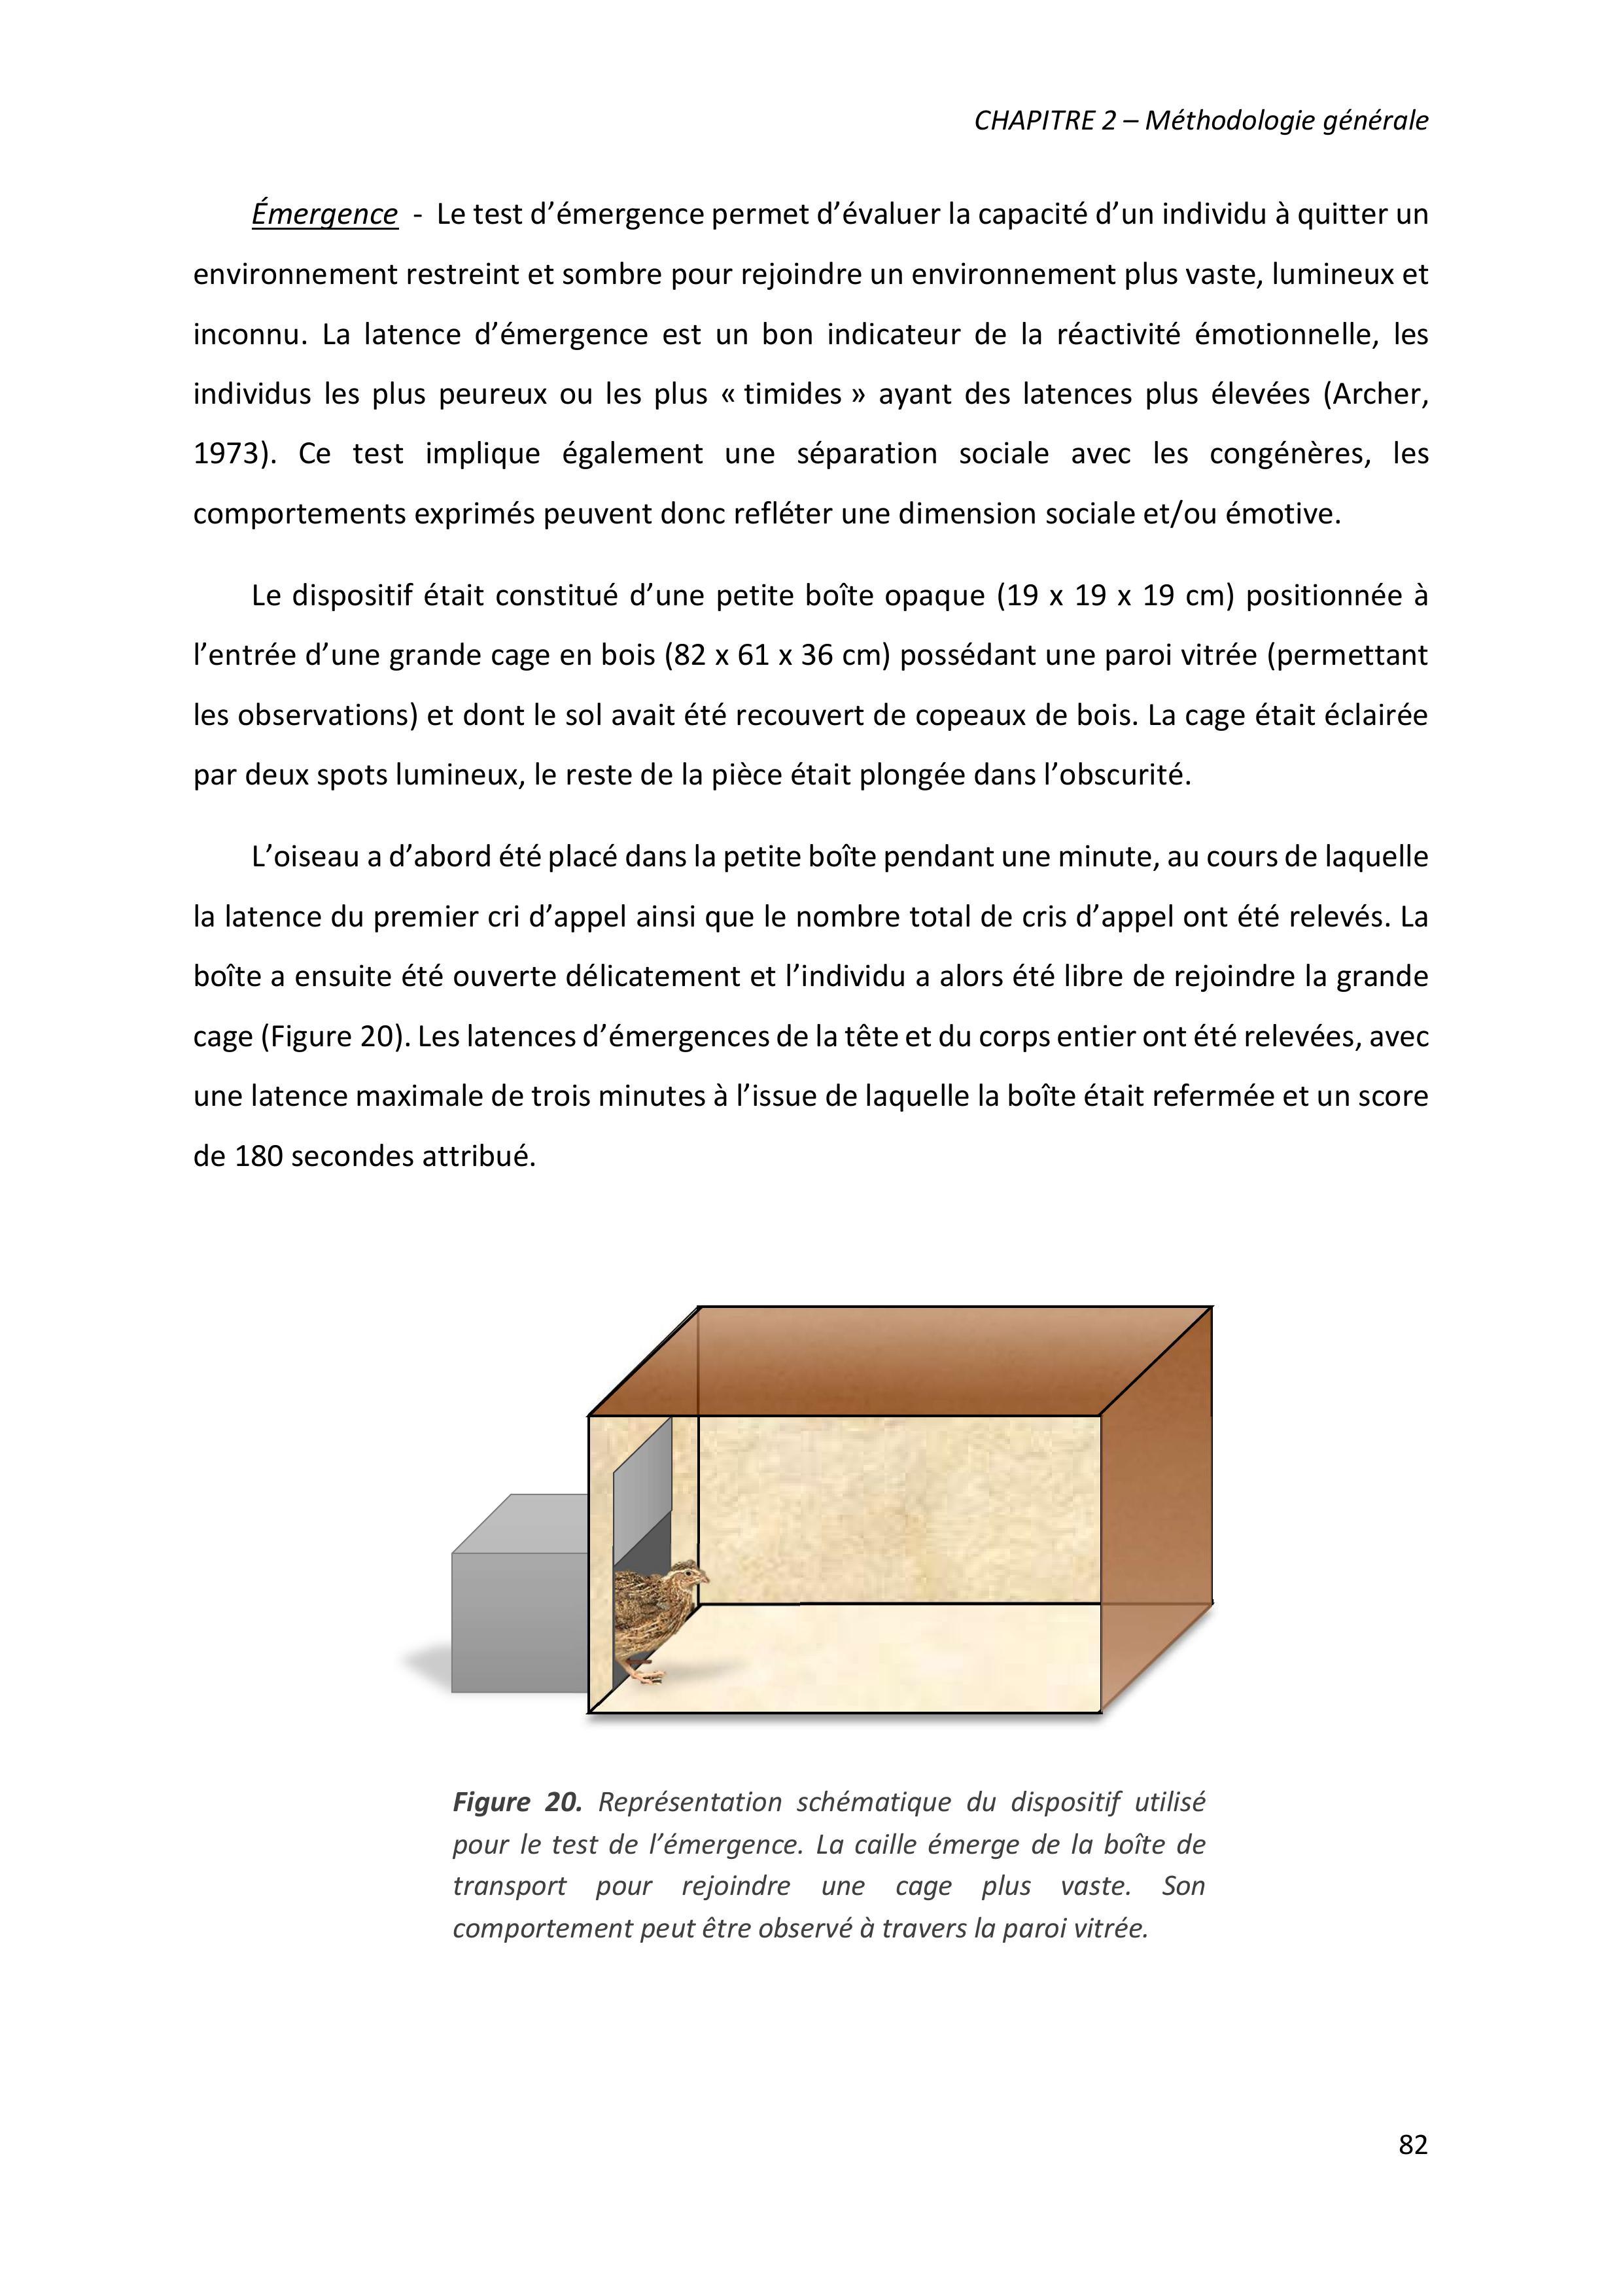 CHAPITRE 2 – Méthodologie générale
Émergence - Le test d’émergence permet d’évaluer la capacité d’un individu à quitter un
environnement restreint et sombre pour rejoindre un environnement plus vaste, lumineux et
inconnu. La latence d’émergence est un bon indicateur de la réactivité émotionnelle, les
individus les plus peureux ou les plus « timides » ayant des latences plus élevées (Archer,
1973). Ce test implique également une séparation sociale avec les congénères, les
comportements exprimés peuvent donc refléter une dimension sociale et/ou émotive.
Le dispositif était constitué d’une petite boîte opaque (19 x 19 x 19 cm) positionnée à
l’entrée d’une grande cage en bois (82 x 61 x 36 cm) possédant une paroi vitrée (permettant
les observations) et dont le sol avait été recouvert de copeaux de bois. La cage était éclairée
par deux spots lumineux, le reste de la pièce était plongée dans l’obscurité.
L’oiseau a d’abord été placé dans la petite boîte pendant une minute, au cours de laquelle
la latence du premier cri d’appel ainsi que le nombre total de cris d’appel ont été relevés. La
boîte a ensuite été ouverte délicatement et l’individu a alors été libre de rejoindre la grande
cage (Figure 20). Les latences d’émergences de la tête et du corps entier ont été relevées, avec
une latence maximale de trois minutes à l’issue de laquelle la boîte était refermée et un score
de 180 secondes attribué.
Figure 20. Représentation schématique du dispositif utilisé
pour le test de l’émergence. La caille émerge de la boîte de
transport pour rejoindre une cage plus vaste. Son
comportement peut être observé à travers la paroi vitrée.
82